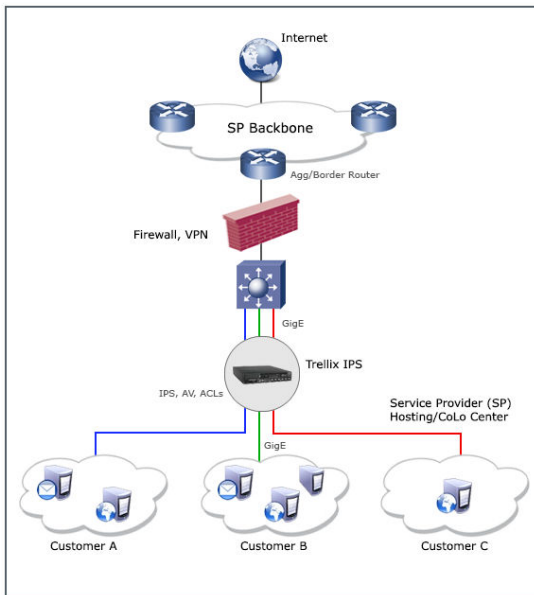 Internet
SP Backbone
Agg/Border Router
Firewall, VPN
GigE
Trellix IPS
IPS, AV, ACLs
Service Provider (SP)
Hosting/CoLo Center
GigE
Customer A
Customer B
Customer C